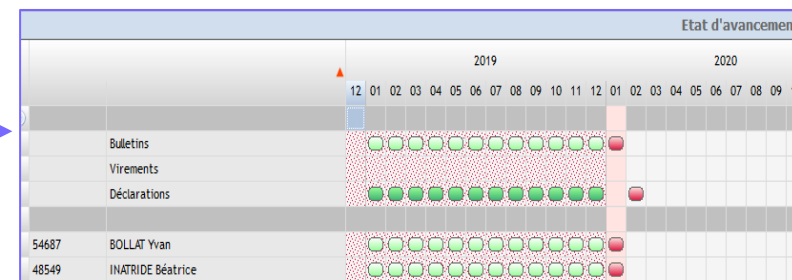 Etat d'avancemen
2019 2020
12 01 02 03 04 05 06 07 08 09 10 11 12 01 02 03 04 05 06 07 08 09
Bulletins
Virements
Déclarations
54687 BOLLAT Yvan
48549 INATRIDE Béatrice